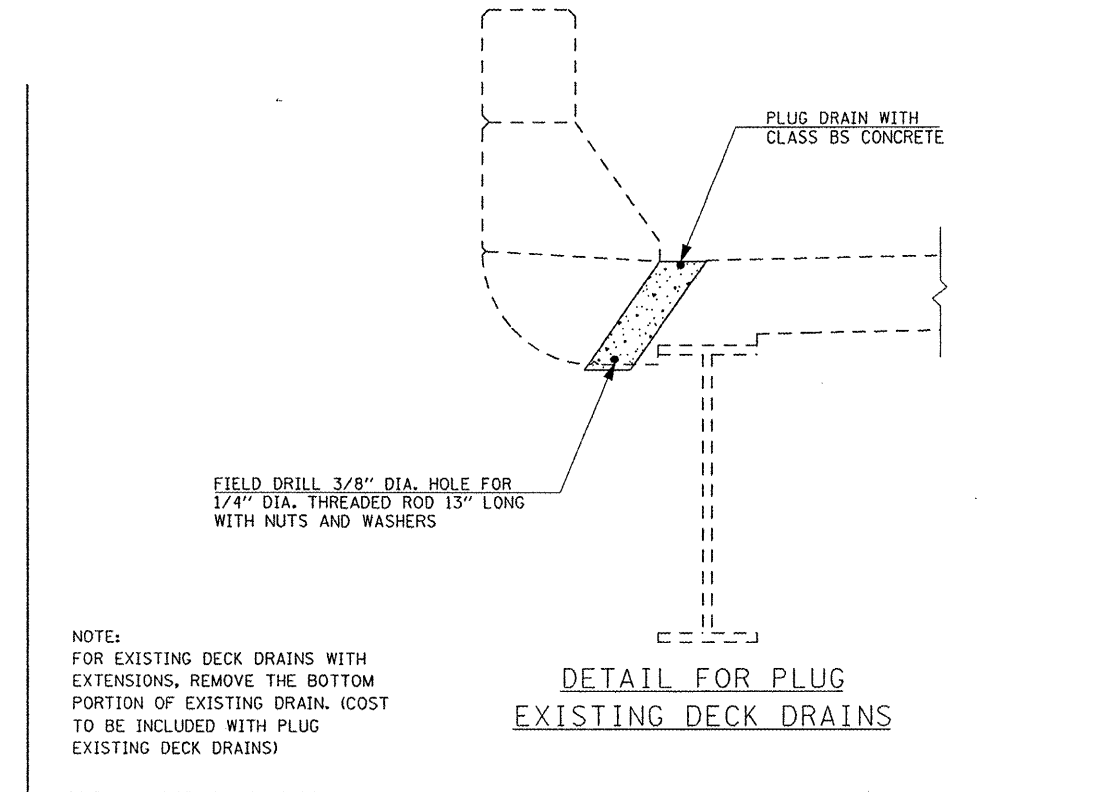 PLUG DRAIN WITH
CLASS BS CONCRETE
FIELD DRILL 3/8" DIA. HOLE FOR
1/4" DIA. THREADED ROD 13" LONG
WITH NUTS AND WASHERS
NOTE:
FOR EXISTING DECK DRAINS WITH
EXTENSIONS, REMOVE THE BOTTOM
PORTION OF EXISTING DRAIN. (COST
TO BE INCLUDED WITH PLUG
EXISTING DECK DRAINS)
DETAIL FOR PLUG
EXISTING DECK DRAINS